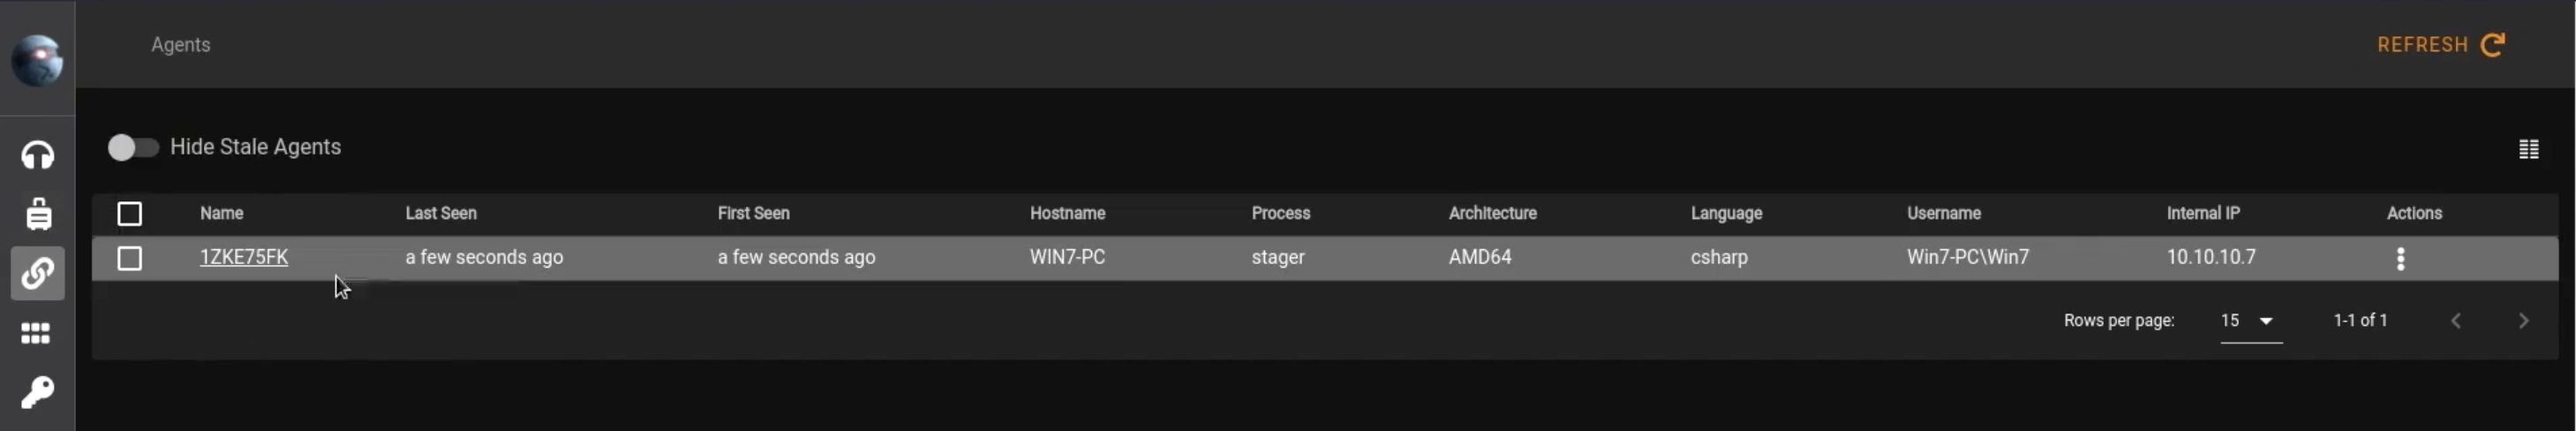 Agents
REFRESH
Hide Stale Agents
Name Last Seen First Seen Hostname Process Architecture Language Username Internal IP Actions
1ZKE75FK a few seconds ago a few seconds ago WIN7-PC stager AMD64 csharp Win7-PC\Win7 10.10.10.7
Rows per page: 15 1-1 of 1